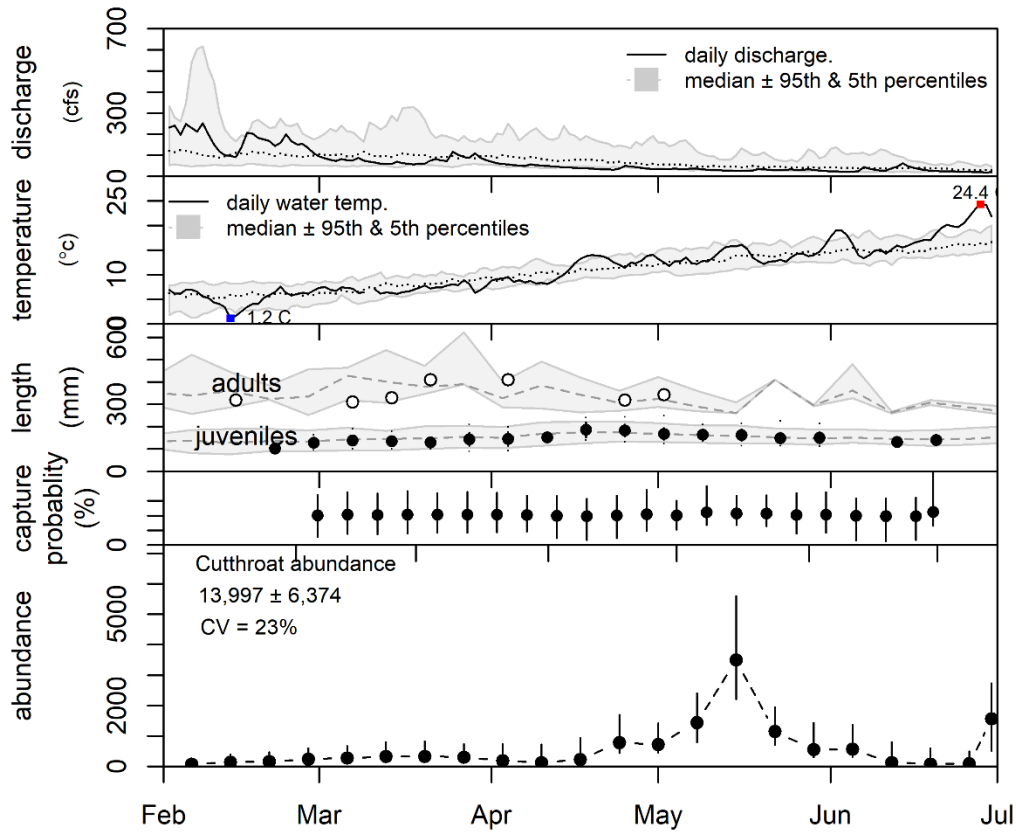 discharge
(cfs)
700
300
50
daily discharge.
median ± 95th & 5th percentiles
temperature
(°c)
25
10
0
daily water temp.
median ± 95th & 5th percentiles
24.4
1.2 C
length
(mm)
600
300
0
adults
juveniles
capture
probablity
(%)
0
abundance
5000
2000
0
Cutthroat abundance
13,997 ± 6,374
CV = 23%
Feb Mar Apr May Jun Jul